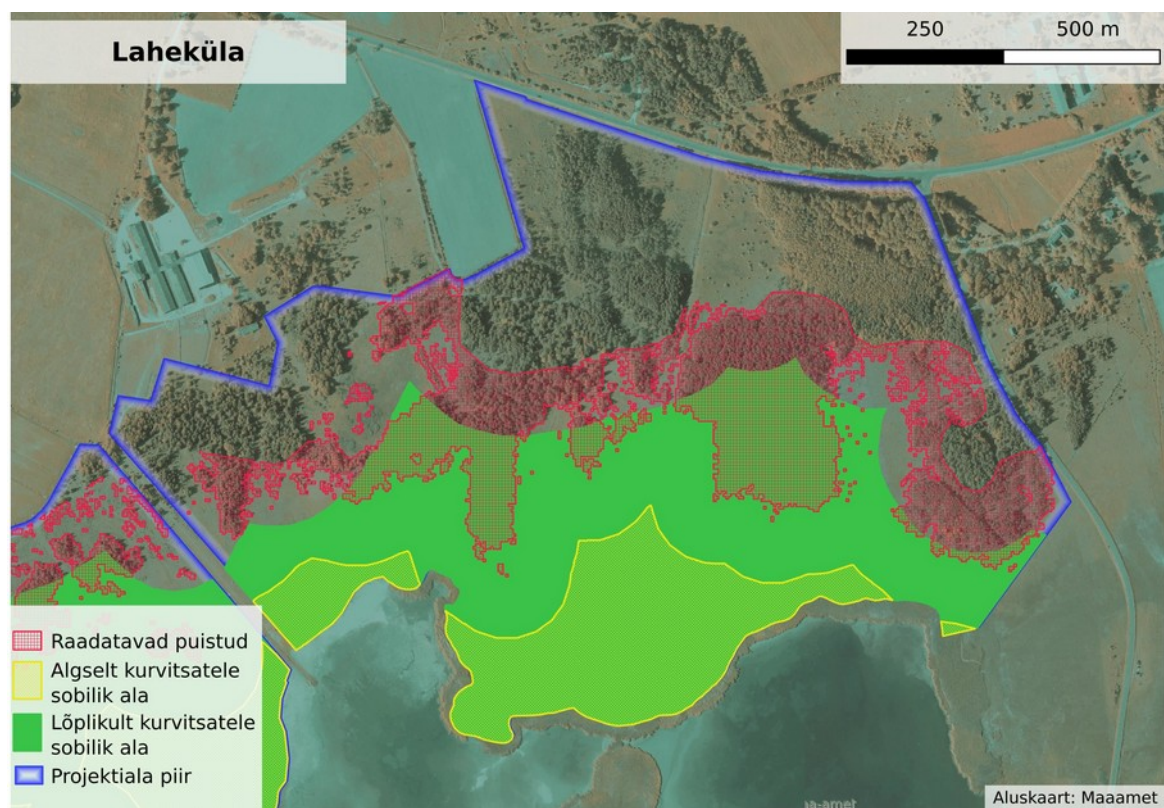 Laheküla
250 500 m
Raadatavad puistud
Algselt kurvitsatele
sobilik ala
Lõplikult kurvitsatele
sobilik ala
Projektiala piir
Aluskaart: Maaamet